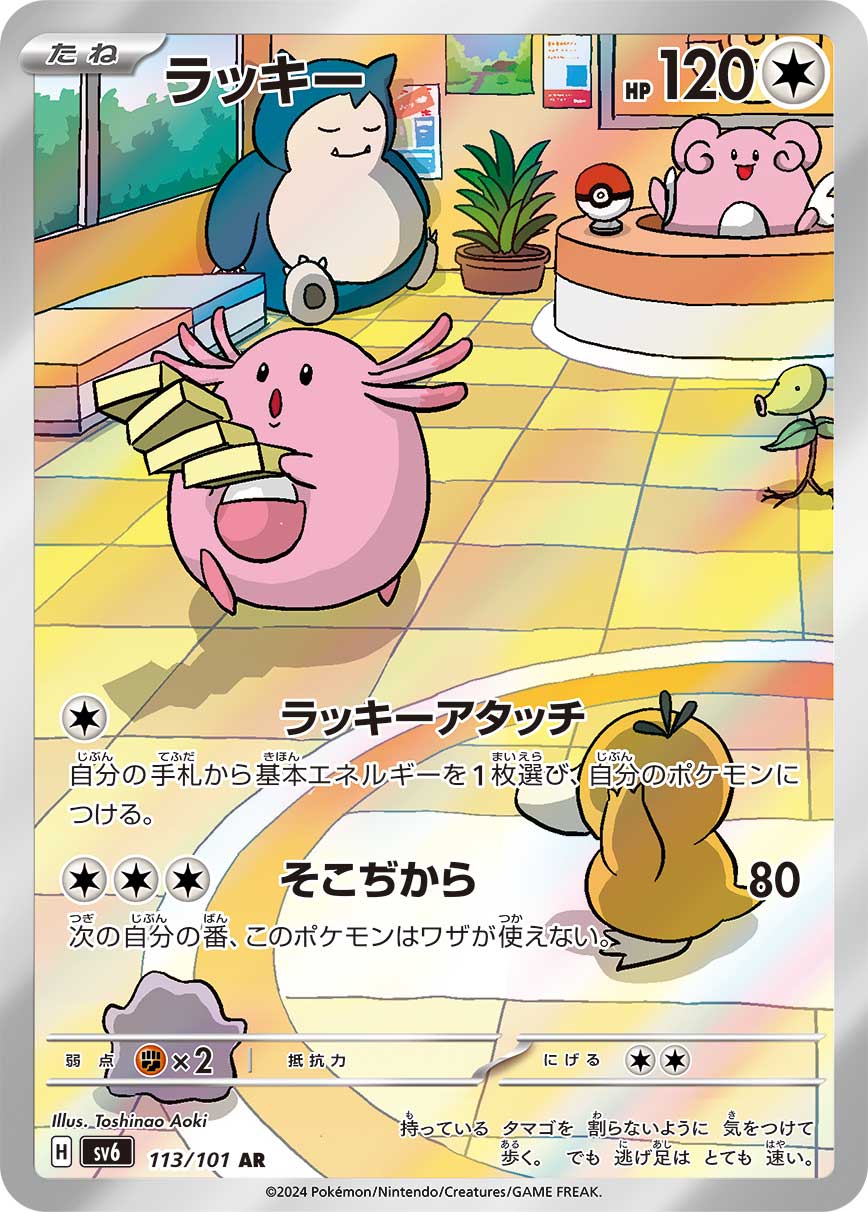 たね ラッキー HP 120
ラッキーアタッチ
自分の手札から基本エネルギーを1枚選び、自分のポケモンに
つける。
そこぢから 80
次の自分の番、このポケモンはワザが使えない。
弱点 ×2 抵抗力 にげる
Illus. Toshinao Aoki
持っている タマゴを 割らないように 気をつけて
歩く。 でも 逃げ足は とても 速い。
H sv6 113/101 AR
©2024 Pokémon/Nintendo/Creatures/GAME FREAK.